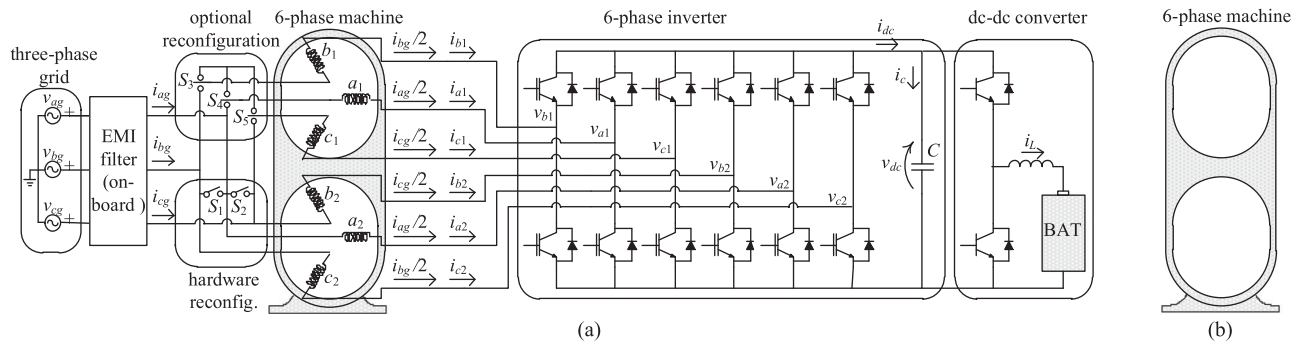 optional
reconfiguration
6-phase machine
6-phase inverter
dc-dc converter
6-phase machine
three-phase
grid
v_ag
+
v_bg
+
v_cg
+
EMI
filter
(on-
board )
i_ag
i_bg
i_cg
S_3
S_4
S_5
S_1
S_2
hardware
reconfig.
b_1
a_1
c_1
b_2
a_2
c_2
i_bg/2 i_b1
i_ag/2 i_a1
i_cg/2 i_c1
i_cg/2 i_b2
i_ag/2 i_a2
i_bg/2 i_c2
v_b1
v_a1
v_c1
v_b2
v_a2
v_c2
i_dc
i_c
v_dc
C
i_L
BAT
(a)
(b)